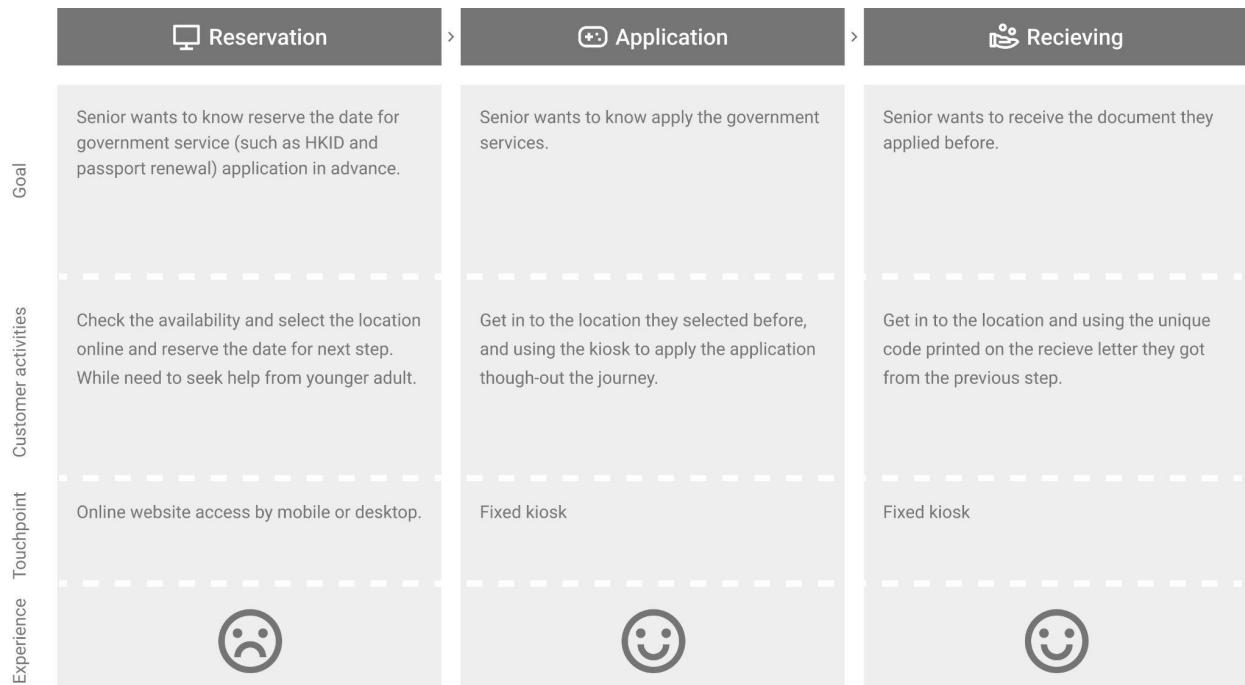 Reservation
>
Application
>
Recieving
Goal
Senior wants to know reserve the date for
government service (such as HKID and
passport renewal) application in advance.
Senior wants to know apply the government
services.
Senior wants to receive the document they
applied before.
Customer activities
Check the availability and select the location
online and reserve the date for next step.
While need to seek help from younger adult.
Get in to the location they selected before,
and using the kiosk to apply the application
though-out the journey.
Get in to the location and using the unique
code printed on the recieve letter they got
from the previous step.
Touchpoint
Online website access by mobile or desktop.
Fixed kiosk
Fixed kiosk
Experience